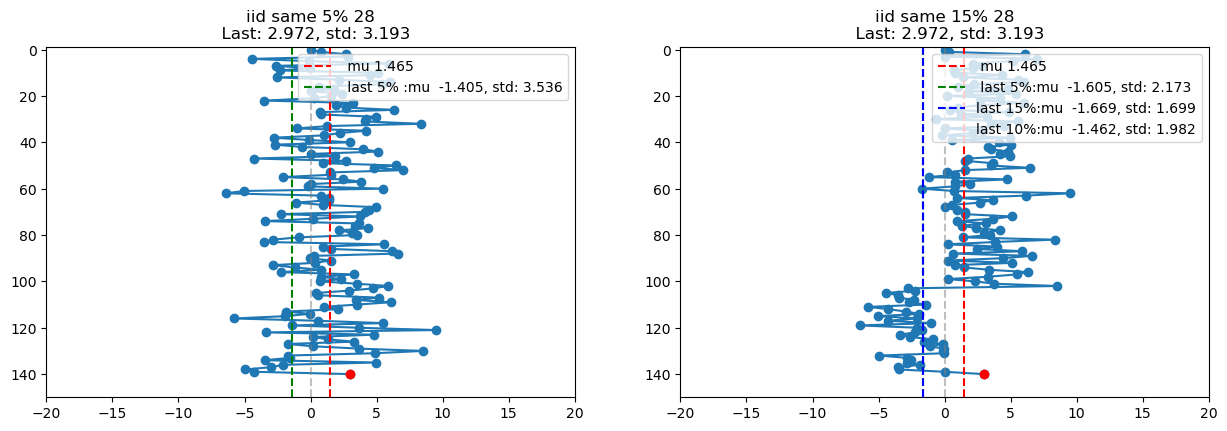 iid same 5% 28
Last: 2.972, std: 3.193
mu 1.465
last 5% :mu -1.405, std: 3.536
0
20
40
60
80
100
120
140
−20 −15 −10 −5 0 5 10 15 20
iid same 15% 28
Last: 2.972, std: 3.193
mu 1.465
last 5%:mu -1.605, std: 2.173
last 15%:mu -1.669, std: 1.699
last 10%:mu -1.462, std: 1.982
0
20
40
60
80
100
120
140
−20 −15 −10 −5 0 5 10 15 20